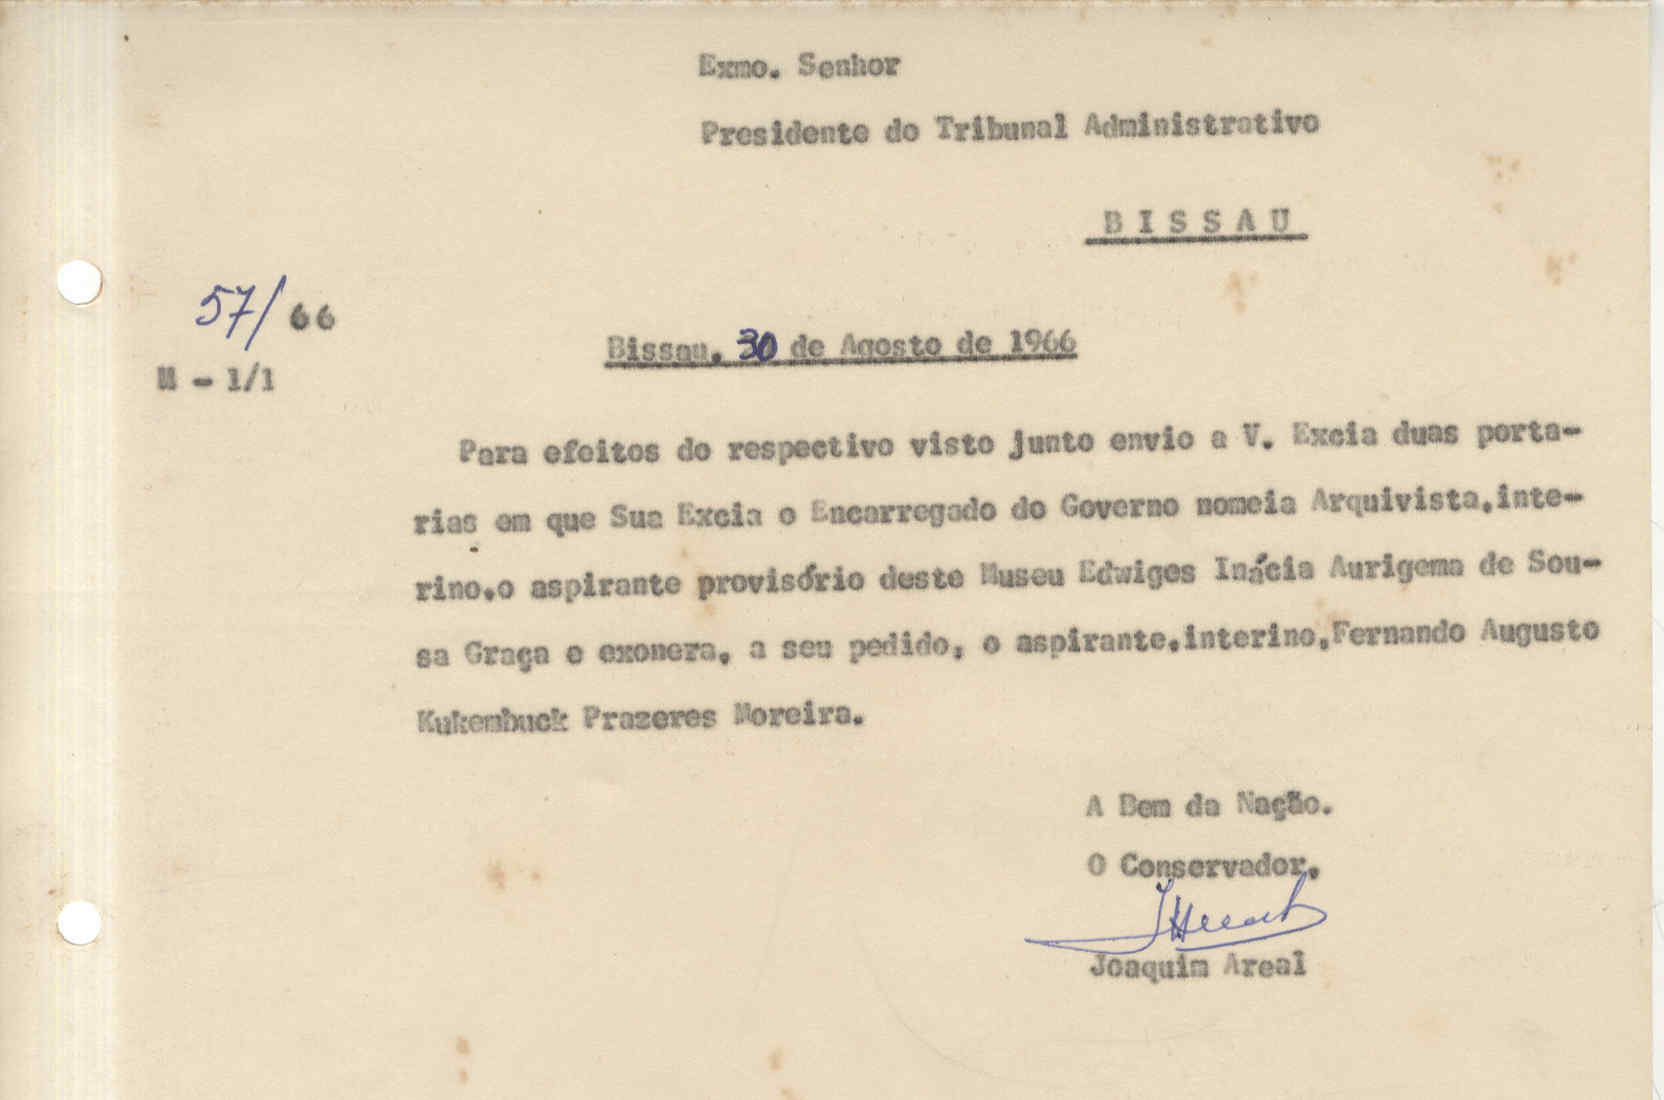 Exmo. Senhor
Presidente do Tribunal Administrativo
BISSAU
57/66
Bissau, 30 de Agosto de 1966
M - 1/1
Para efeitos do respectivo visto junto envio a V. Excia duas porta-
rias em que Sua Excia o Encarregado do Governo nomeia Arquivista,inte-
rino,o aspirante provisório deste Museu Edwiges Inácia Aurigema de Sou-
sa Graça e exonera, a seu pedido, o aspirante,interino,Fernando Augusto
Kukembuck Prazeres Moreira.
A Bem da Nação.
O Conservador,
Joaquim Areal